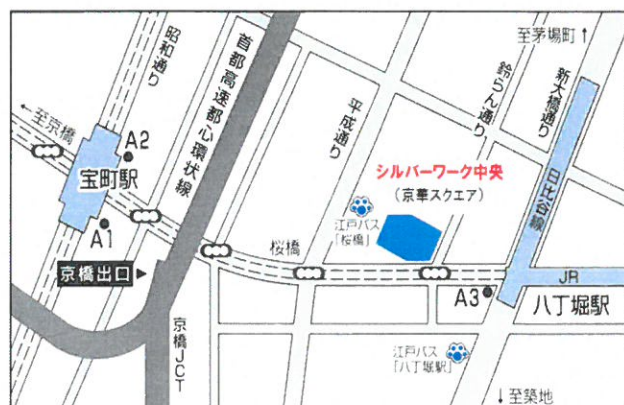 至茅場町↑
昭和通り
首都高速都心環状線
平成通り
鈴らん通り
新大橋通り
←至京橋
A2
宝町駅
A1
シルバーワーク中央
(京華スクエア)
江戸バス
「桜橋」
日比谷線
桜橋
京橋出口▶
JR
A3
八丁堀駅
京橋JCT
江戸バス
「八丁堀駅」
↓至築地